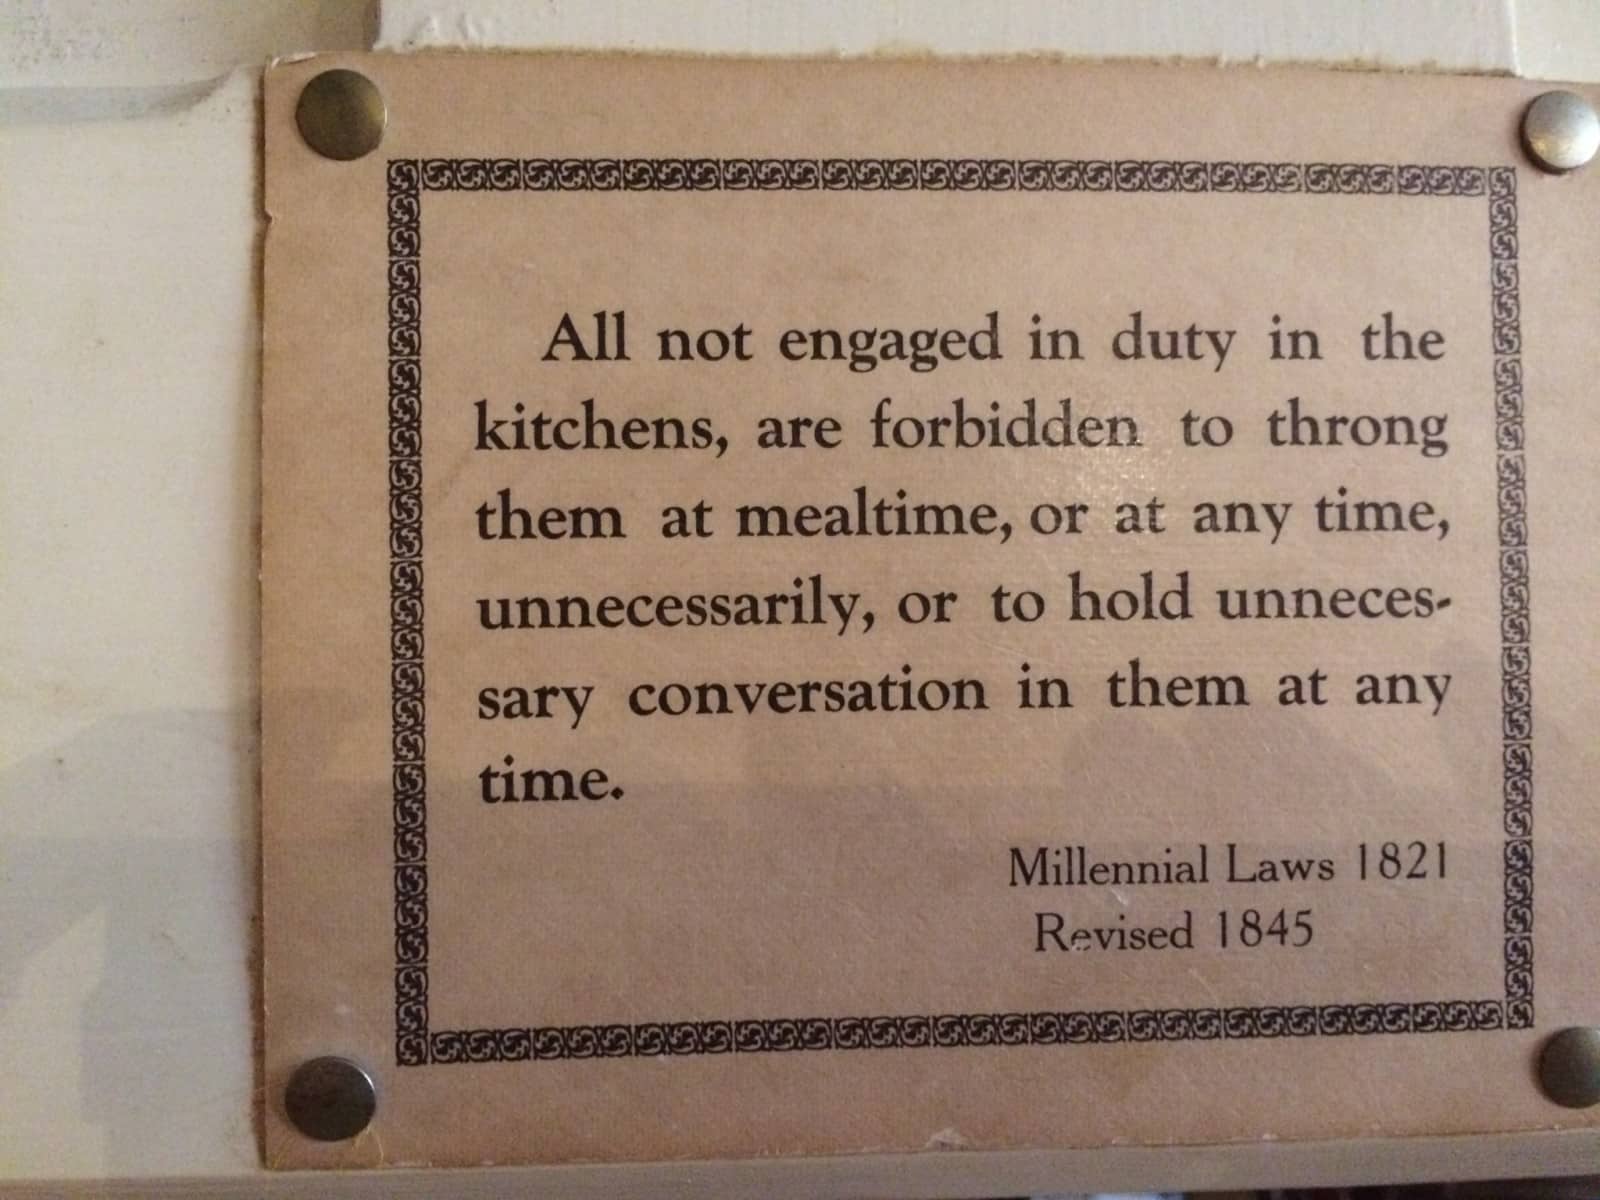 All not engaged in duty in the
kitchens, are forbidden to throng
them at mealtime, or at any time,
unnecessarily, or to hold unneces-
sary conversation in them at any
time.
Millennial Laws 1821
Revised 1845